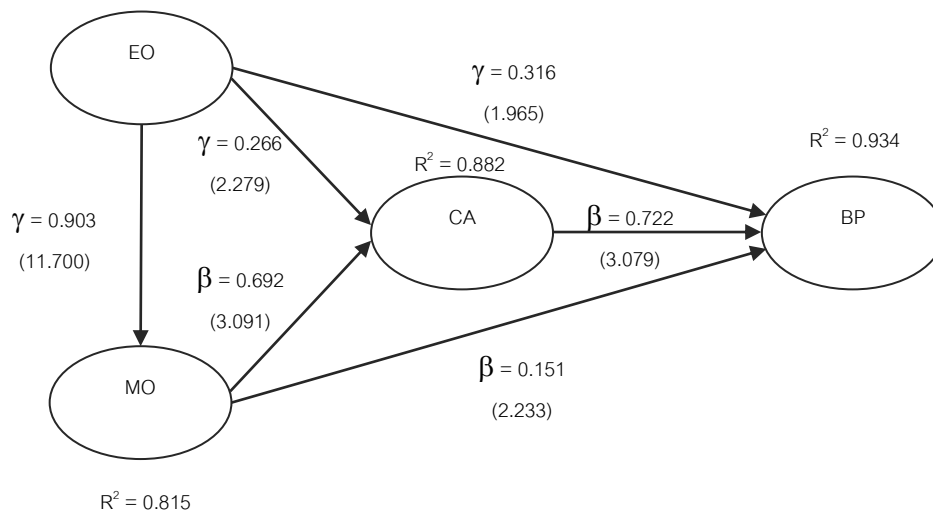 EO
γ = 0.316
(1.965)
γ = 0.266
(2.279)
R² = 0.882
R² = 0.934
γ = 0.903
(11.700)
CA
β = 0.722
(3.079)
BP
β = 0.692
(3.091)
MO
β = 0.151
(2.233)
R² = 0.815